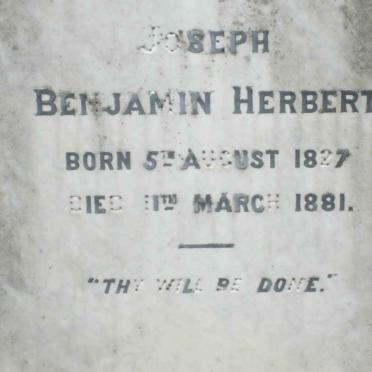 JOSEPH
BENJAMIN HERBERT
BORN 5TH AUGUST 1827
DIED 11TH MARCH 1881.
"THY WILL BE DONE."